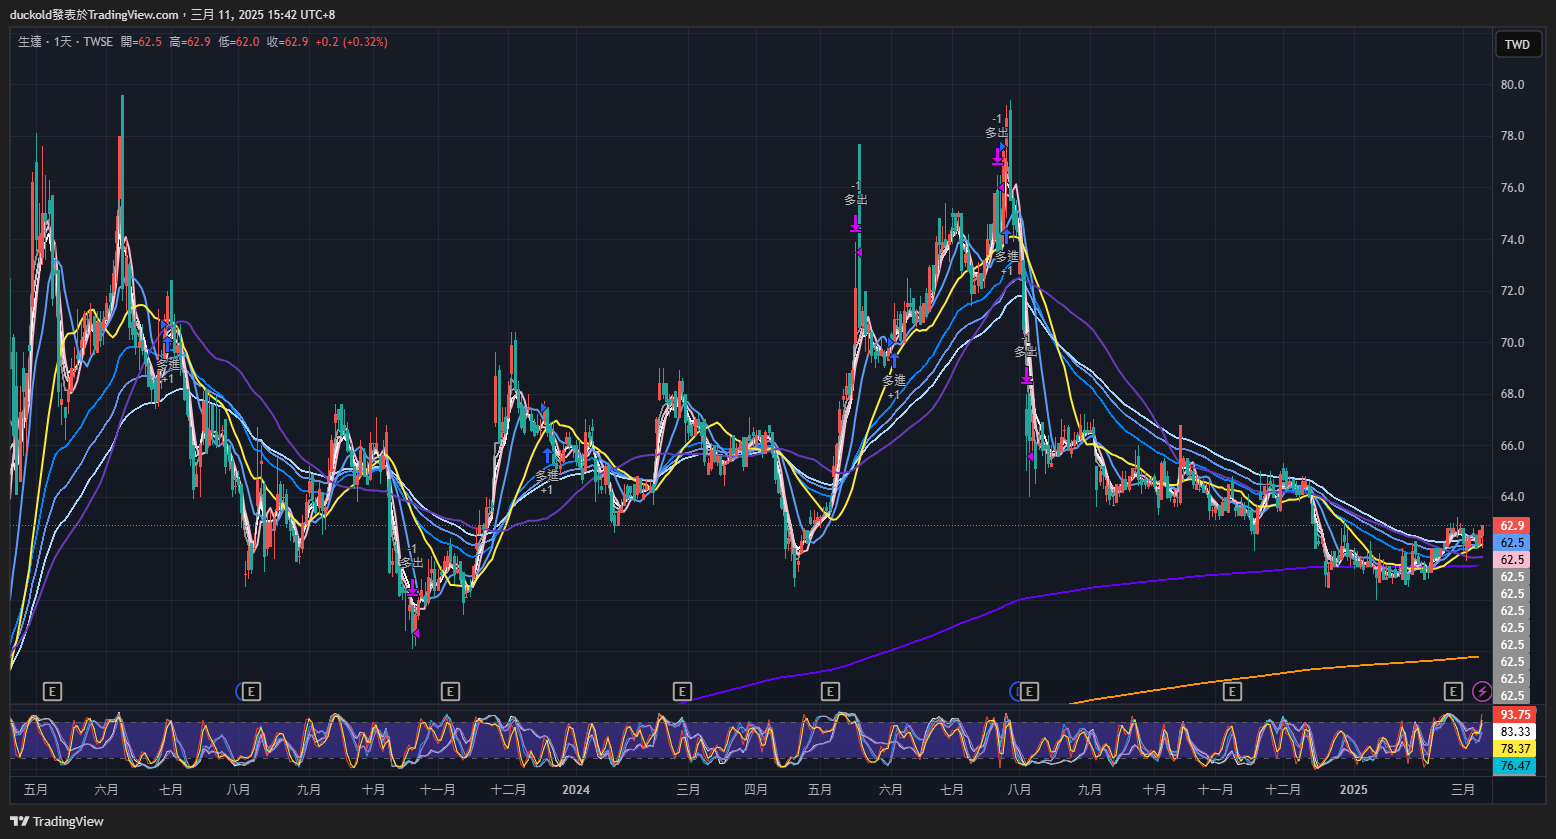 duckold發表於TradingView.com，三月 11, 2025 15:42 UTC+8
生達 · 1天 · TWSE 開=62.5 高=62.9 低=62.0 收=62.9 +0.2 (+0.32%)
TWD
80.0
78.0
76.0
74.0
72.0
70.0
68.0
66.0
64.0
62.9
62.5
62.5
62.5
62.5
62.5
62.5
62.5
62.5
62.5
62.5
93.75
83.33
78.37
76.47
多進
+1
-1
多出
多進
+1
-1
多出
多進
+1
-1
多出
多進
+1
-1
多出
E E E E E E E E
五月 六月 七月 八月 九月 十月 十一月 十二月 2024 三月 四月 五月 六月 七月 八月 九月 十月 十一月 十二月 2025 三月
TradingView